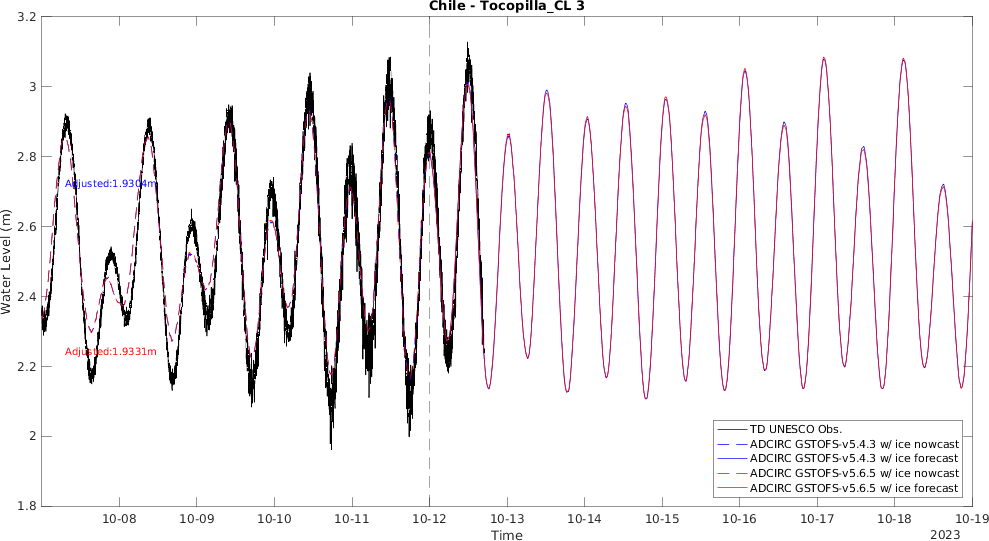 Chile - Tocopilla_CL 3
3.2
3
2.8
2.6
2.4
2.2
2
1.8
Water Level (m)
Adjusted:1.9304m
Adjusted:1.9331m
TD UNESCO Obs.
ADCIRC GSTOFS-v5.4.3 w/ ice nowcast
ADCIRC GSTOFS-v5.4.3 w/ ice forecast
ADCIRC GSTOFS-v5.6.5 w/ ice nowcast
ADCIRC GSTOFS-v5.6.5 w/ ice forecast
10-08 10-09 10-10 10-11 10-12 10-13 10-14 10-15 10-16 10-17 10-18 10-19
Time
2023